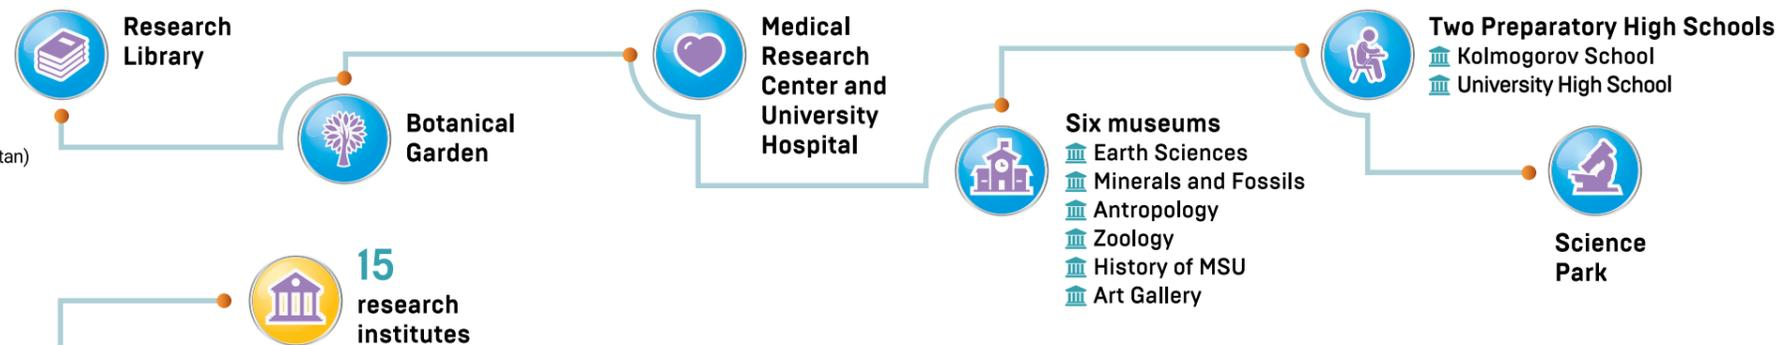 Research
Library
tan)
Botanical
Garden
Medical
Research
Center and
University
Hospital
Six museums
Earth Sciences
Minerals and Fossils
Antropology
Zoology
History of MSU
Art Gallery
Two Preparatory High Schools
Kolmogorov School
University High School
Science
Park
15
research
institutes